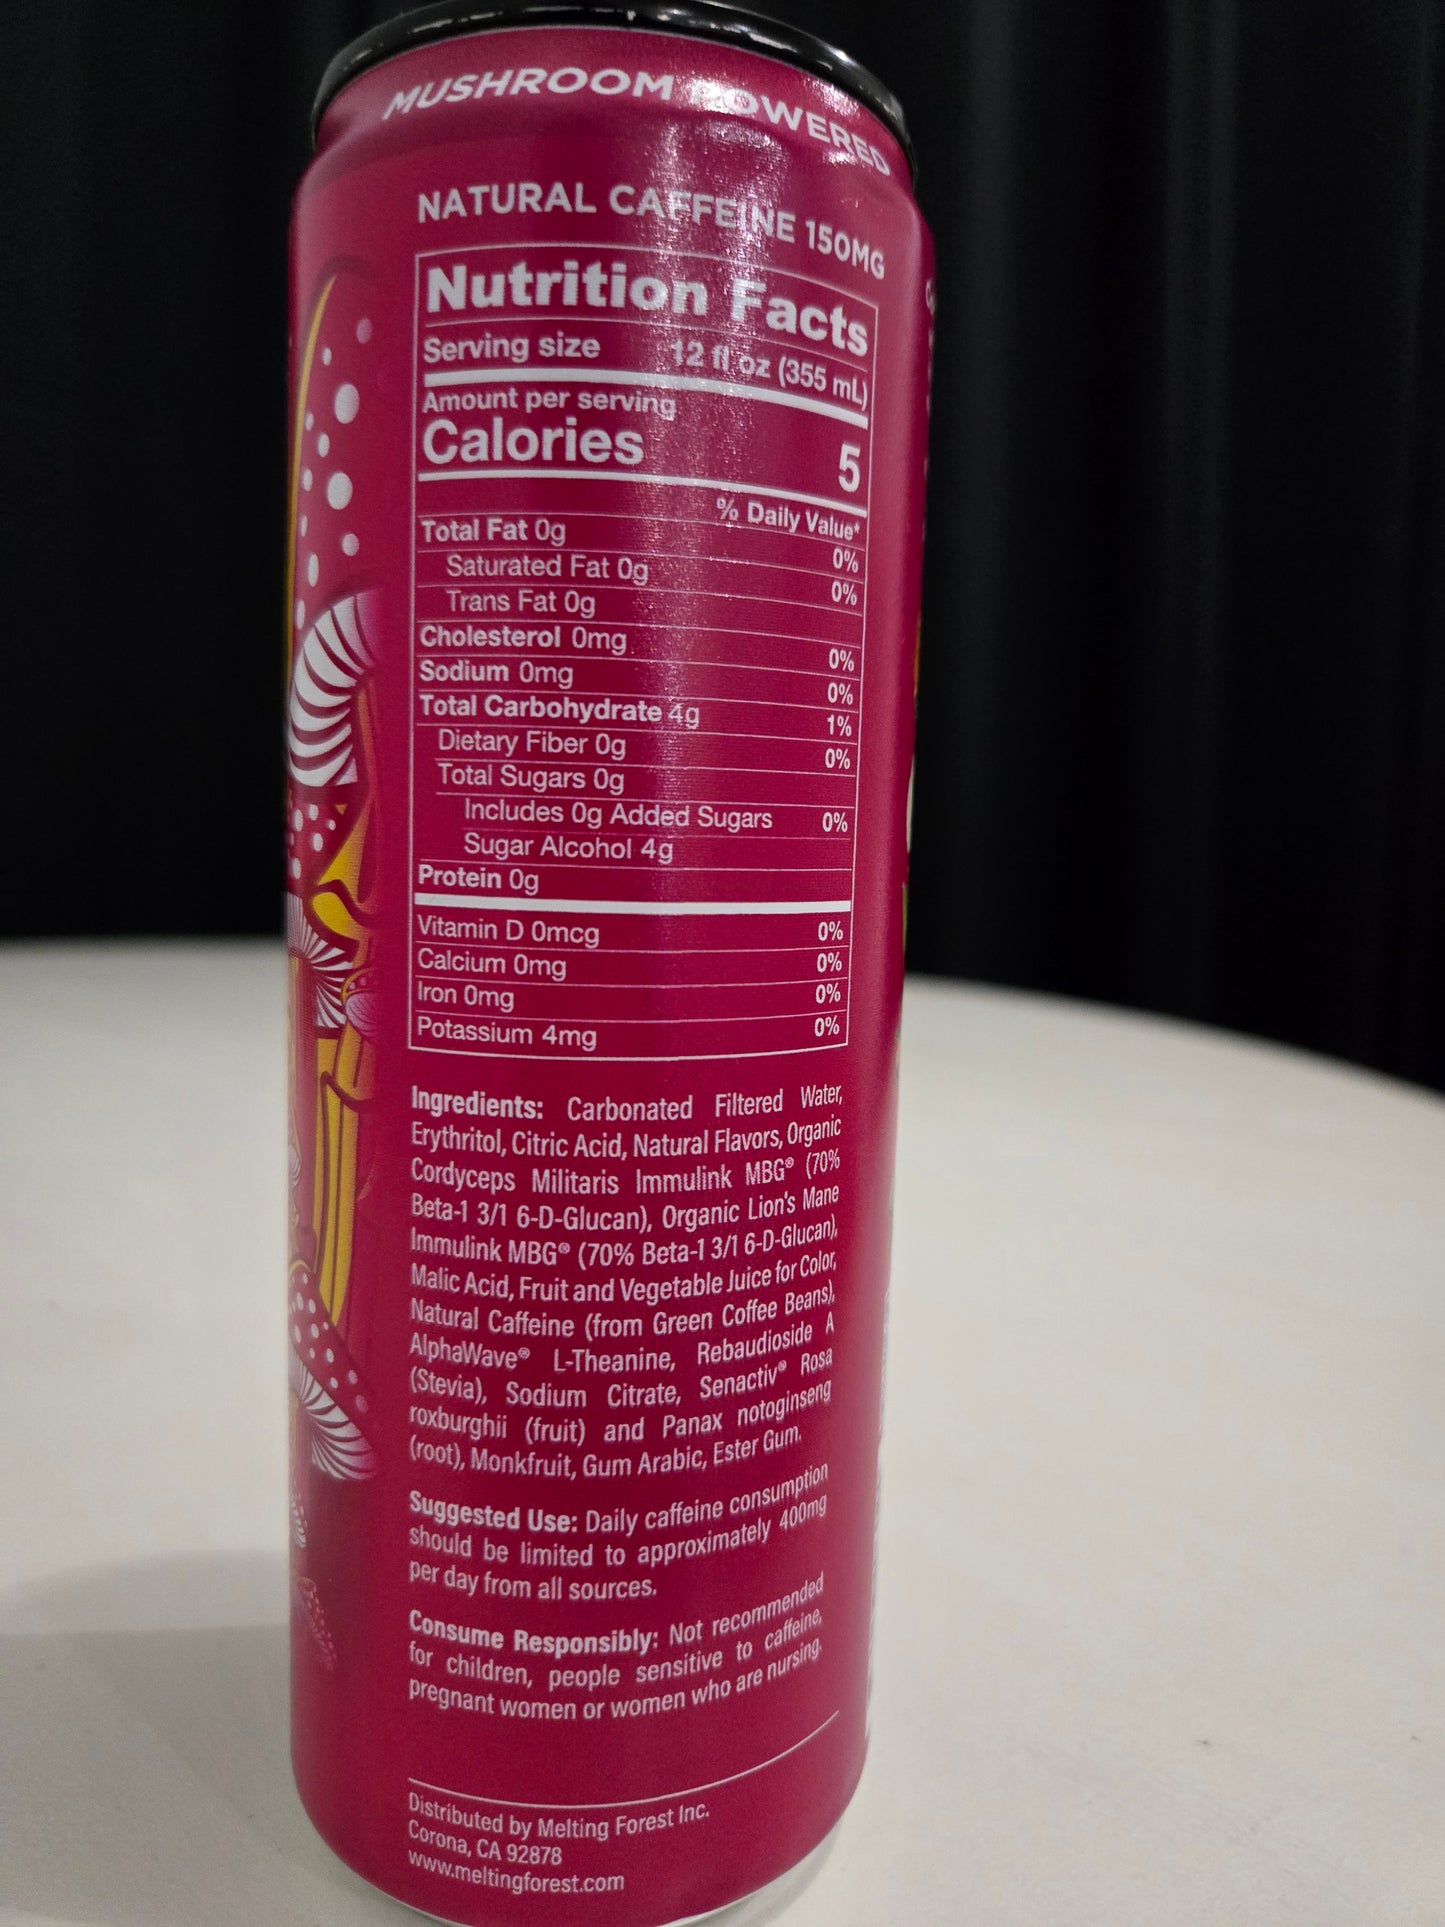 MUSHROOM POWERED
NATURAL CAFFEINE 150MG
Nutrition Facts
Serving size 12 fl oz (355 mL)
Amount per serving
Calories 5
% Daily Value*
Total Fat 0g 0%
Saturated Fat 0g 0%
Trans Fat 0g
Cholesterol 0mg 0%
Sodium 0mg 0%
Total Carbohydrate 4g 1%
Dietary Fiber 0g 0%
Total Sugars 0g
Includes 0g Added Sugars 0%
Sugar Alcohol 4g
Protein 0g
Vitamin D 0mcg 0%
Calcium 0mg 0%
Iron 0mg 0%
Potassium 4mg 0%
Ingredients: Carbonated Filtered Water,
Erythritol, Citric Acid, Natural Flavors, Organic
Cordyceps Militaris Immulink MBG® (70%
Beta-1 3/1 6-D-Glucan), Organic Lion's Mane
Immulink MBG® (70% Beta-1 3/1 6-D-Glucan),
Malic Acid, Fruit and Vegetable Juice for Color,
Natural Caffeine (from Green Coffee Beans),
AlphaWave® L-Theanine, Rebaudioside A
(Stevia), Sodium Citrate, Senactiv® Rosa
roxburghii (fruit) and Panax notoginseng
(root), Monkfruit, Gum Arabic, Ester Gum.
Suggested Use: Daily caffeine consumption
should be limited to approximately 400mg
per day from all sources.
Consume Responsibly: Not recommended
for children, people sensitive to caffeine,
pregnant women or women who are nursing.
Distributed by Melting Forest Inc.
Corona, CA 92878
www.meltingforest.com